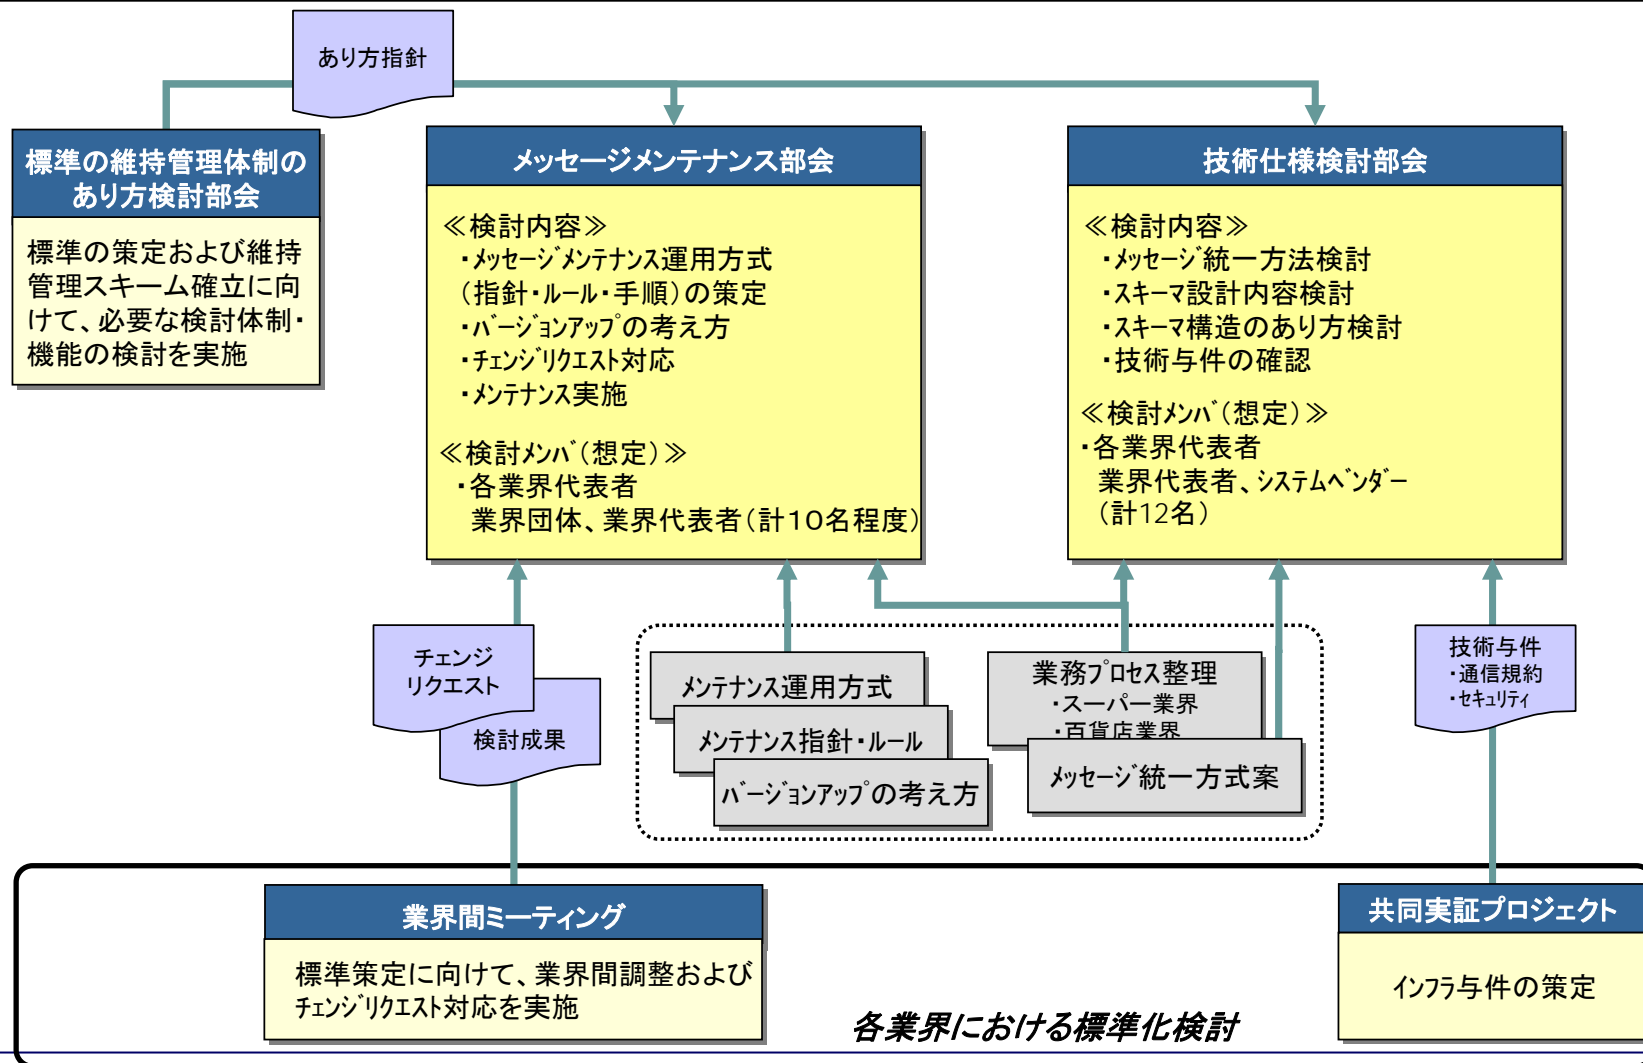 あり方指針
標準の維持管理体制の
あり方検討部会
標準の策定および維持
管理スキーム確立に向
けて、必要な検討体制・
機能の検討を実施
メッセージメンテナンス部会
≪検討内容≫
・ﾒｯｾｰｼﾞﾒﾝﾃﾅﾝｽ運用方式
(指針・ﾙｰﾙ・手順)の策定
・ﾊﾞｰｼﾞｮﾝｱｯﾌﾟの考え方
・ﾁｪﾝｼﾞﾘｸｴｽﾄ対応
・ﾒﾝﾃﾅﾝｽ実施
≪検討ﾒﾝﾊﾞ(想定)≫
・各業界代表者
業界団体、業界代表者(計１０名程度)
技術仕様検討部会
≪検討内容≫
・ﾒｯｾｰｼﾞ統一方法検討
・ｽｷｰﾏ設計内容検討
・ｽｷｰﾏ構造のあり方検討
・技術与件の確認
≪検討ﾒﾝﾊﾞ(想定)≫
・各業界代表者
業界代表者、ｼｽﾃﾑﾍﾞﾝﾀﾞｰ
(計12名)
チェンジ
リクエスト
検討成果
ﾒﾝﾃﾅﾝｽ運用方式
ﾒﾝﾃﾅﾝｽ指針・ﾙｰﾙ
ﾊﾞｰｼﾞｮﾝｱｯﾌﾟの考え方
業務ﾌﾟﾛｾｽ整理
・スーパー業界
・百貨店業界
ﾒｯｾｰｼﾞ統一方式案
技術与件
・通信規約
・ｾｷｭﾘﾃｨ
業界間ミーティング
標準策定に向けて、業界間調整および
ﾁｪﾝｼﾞﾘｸｴｽﾄ対応を実施
共同実証プロジェクト
ｲﾝﾌﾗ与件の策定
各業界における標準化検討